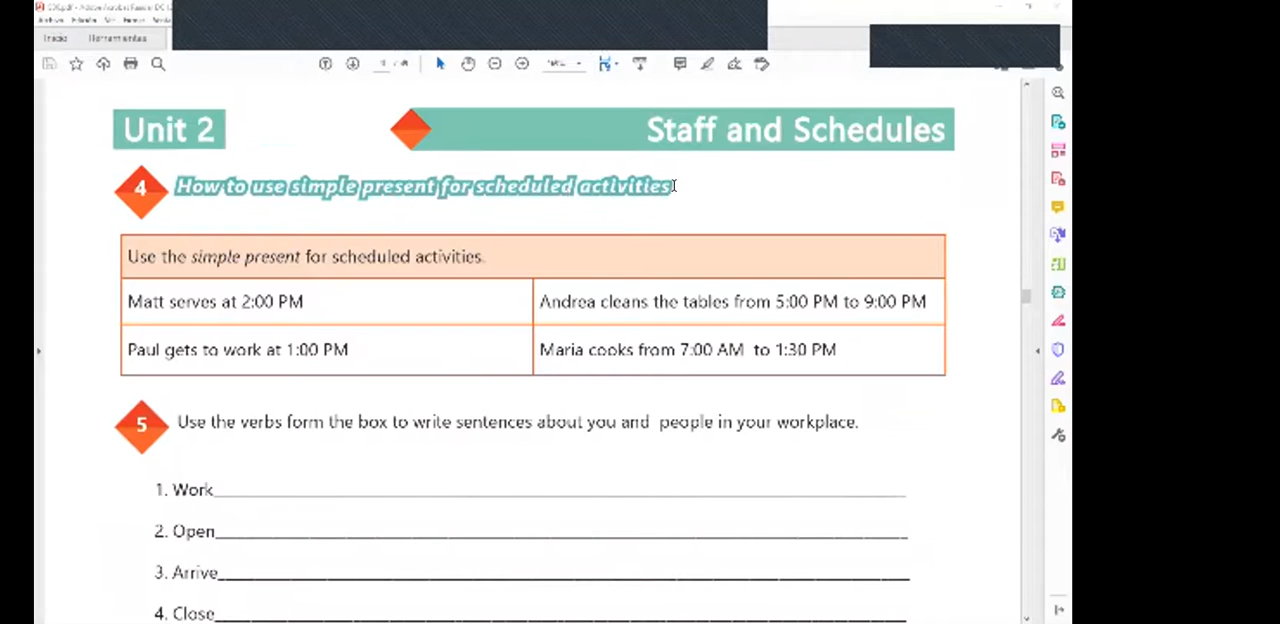 Inicio
Herramientas
Unit 2
Staff and Schedules
4
How to use simple present for scheduled activities
Use the simple present for scheduled activities.
Matt serves at 2:00 PM
Andrea cleans the tables from 5:00 PM to 9:00 PM
Paul gets to work at 1:00 PM
Maria cooks from 7:00 AM to 1:30 PM
5
Use the verbs form the box to write sentences about you and people in your workplace.
1. Work
2. Open
3. Arrive
4. Close